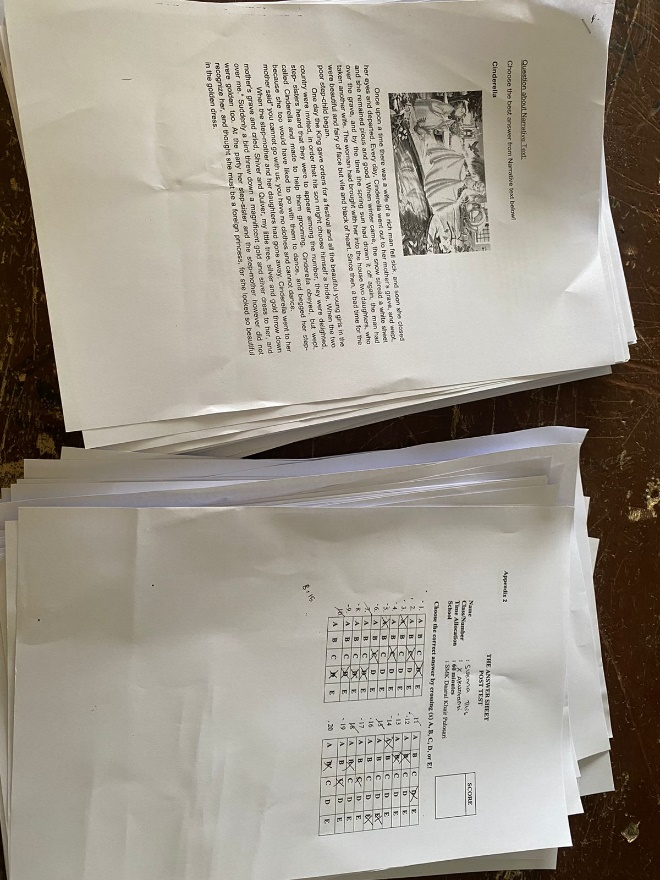 Question about Narrative Text.
Choose the best answer from Narrative text below!
Cinderella
Once upon a time there was a wife of a rich man fell sick, and soon she closed
her eyes and departed. Every day, Cinderella went out to her mother's grave, and wept,
and she remained pious and good. When winter came, the snow spread a white sheet
over the grave, and by the time the spring sun had drawn it off again, the man had
taken another wife. The woman had brought with her into the house two daughters, who
were beautiful and fairy of face but vile and black of heart. Since then, a bad time for the
poor step-child began.
One day the King gave orders for a festival and all the beautiful young girls in the
country were invited, in order that his son might choose himself a bride. When the two
step- sisters heard that they were to appear among the number, they were delighted,
called Cinderella and made to help them grooming. Cinderella obeyed, but wept,
because she too would have liked to go with them to dance, and begged her step-
mother said" you cannot go with us, you have no clothes and cannot dance.
When the step-mother and her daughters had gone away, Cinderella went to her
mother's grave and cried, Shiver and Quiver, my little tree, silver and gold throw down
over me." Suddenly a bird threw down a magnificent gold and silver dress to her, and
were golden too. At the party her step-sister and the step-mother however did not
recognize her, and thought she must be a foreign princess, for she looked so beautiful
in the golden dress.
Appendix 2
THE ANSWER SHEET
POST TEST
SCORE
Name :
Class/Number :
Time Allocation : 60 minutes
School : SMK Daarul Khair
Choose the correct answer by crossing (x) A, B, C, D, or E!
1. A B C D E
2. A B C D E
3. A B C D E
4. A B C D E
5. A B C D E
6. A B C D E
7. A B C D E
8. A B C D E
9. A B C D E
10. A B C D E
11. A B C D E
12. A B C D E
13. A B C D E
14. A B C D E
15. A B C D E
16. A B C D E
17. A B C D E
18. A B C D E
19. A B C D E
20. A B C D E